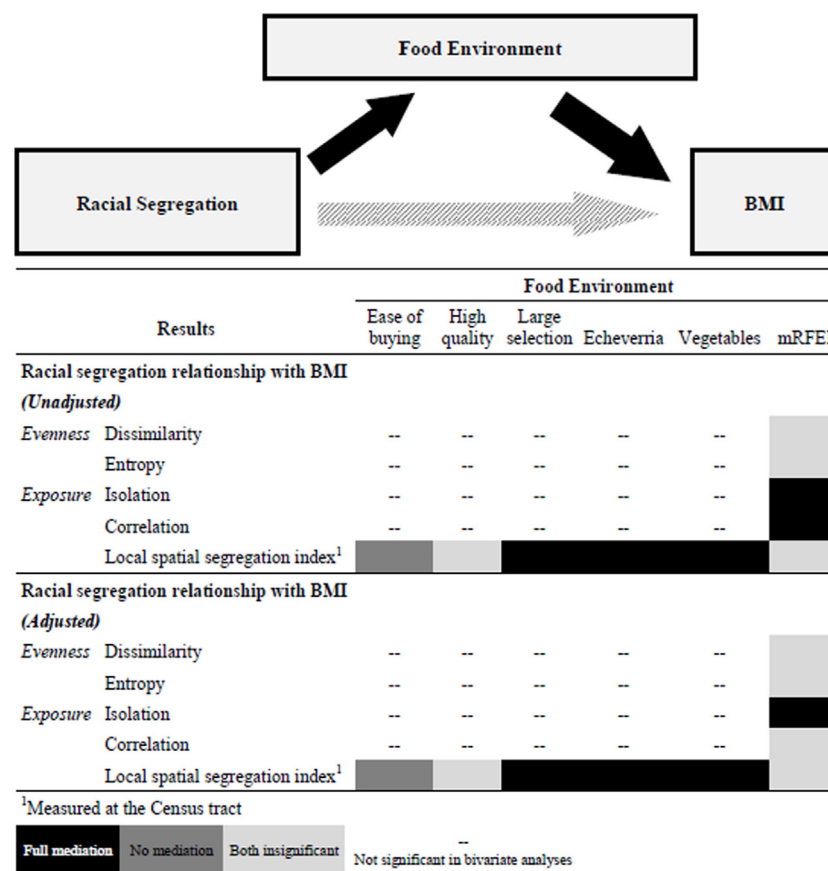 Food Environment
Racial Segregation
BMI
Food Environment
Results
Ease of buying
High quality
Large selection
Echeverria
Vegetables
Racial segregation relationship with BMI
(Unadjusted)
Evenness Dissimilarity -- -- -- -- --
Entropy -- -- -- -- --
Exposure Isolation -- -- -- -- --
Correlation -- -- -- -- --
Local spatial segregation index1
Racial segregation relationship with BMI
(Adjusted)
Evenness Dissimilarity -- -- -- -- --
Entropy -- -- -- -- --
Exposure Isolation -- -- -- -- --
Correlation -- -- -- -- --
Local spatial segregation index1
1Measured at the Census tract
Full mediation No mediation Both insignificant --
Not significant in bivariate analyses